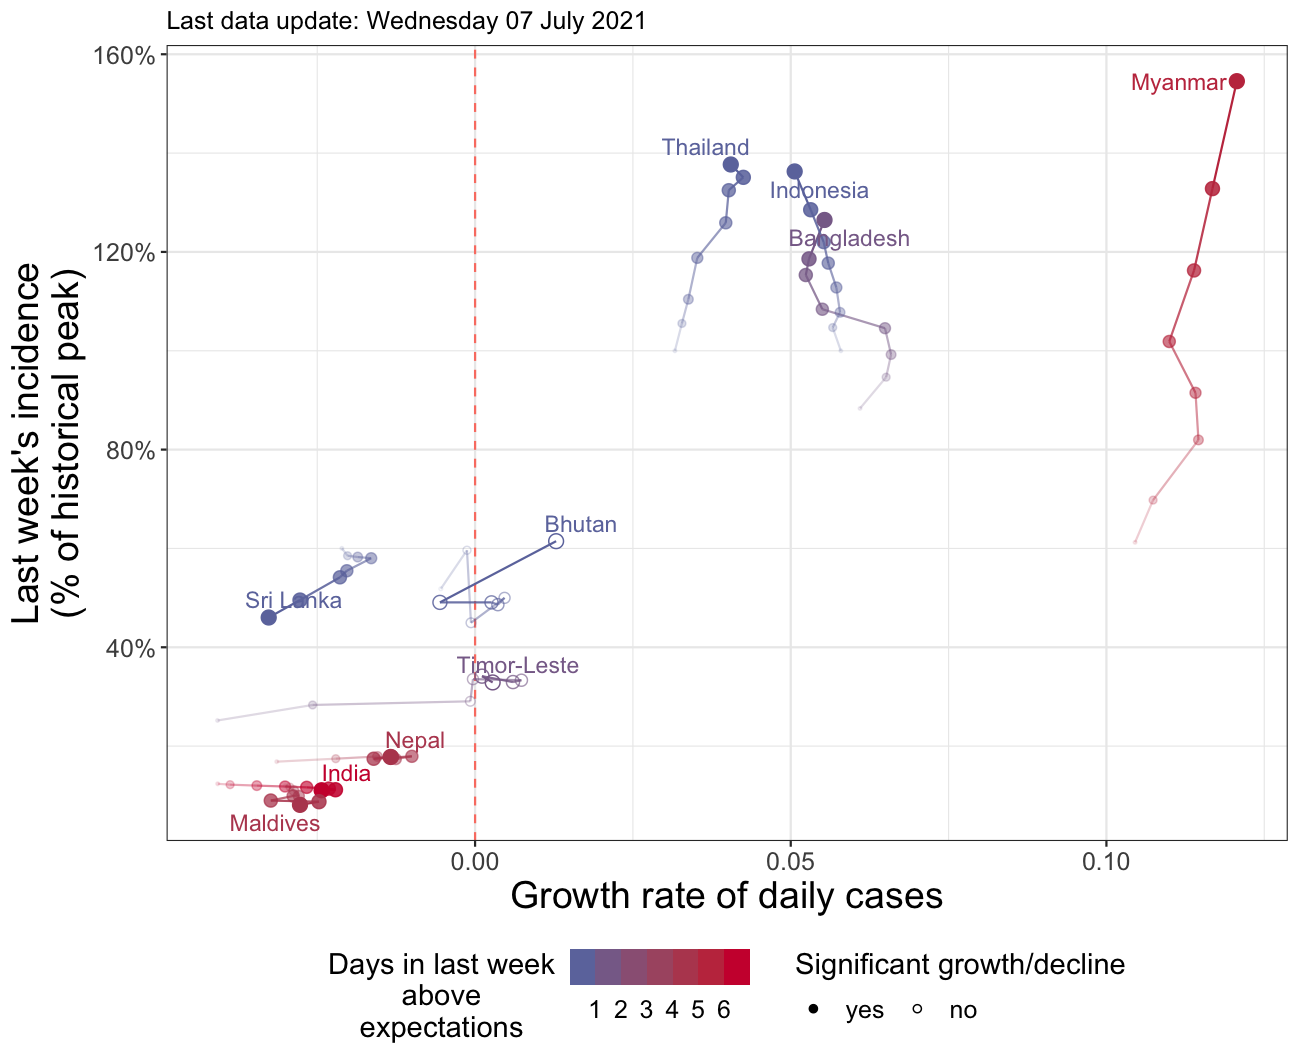 Last data update: Wednesday 07 July 2021
160%
120%
80%
40%
Last week's incidence
(% of historical peak)
Myanmar
Thailand
Indonesia
Bangladesh
Bhutan
Sri Lanka
Timor-Leste
Nepal
India
Maldives
0.00 0.05 0.10
Growth rate of daily cases
Days in last week
above
expectations
1 2 3 4 5 6
Significant growth/decline
yes no